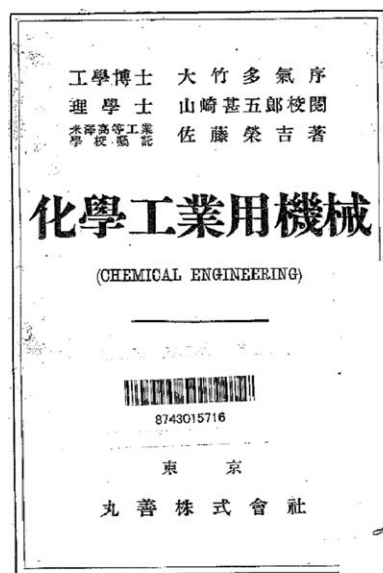 工學博士 大竹多氣序
理學士 山崎甚五郎校閱
米澤高等工業學校囑託 佐藤榮吉著
化學工業用機械
(CHEMICAL ENGINEERING)
8743015716
東京
丸善株式會社